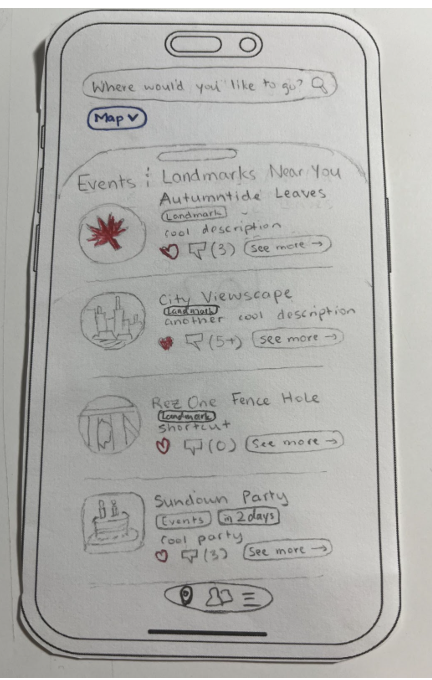 Where would you like to go?
Map
Events & Landmarks Near You
Autumntide Leaves
Landmark
cool description
(3) See more →
City Viewscape
Landmark
another cool description
(5+) See more →
Rez One Fence Hole
Landmark
shortcut
(0) See more →
Sundown Party
Events in 2 days
cool party
(3) See more →